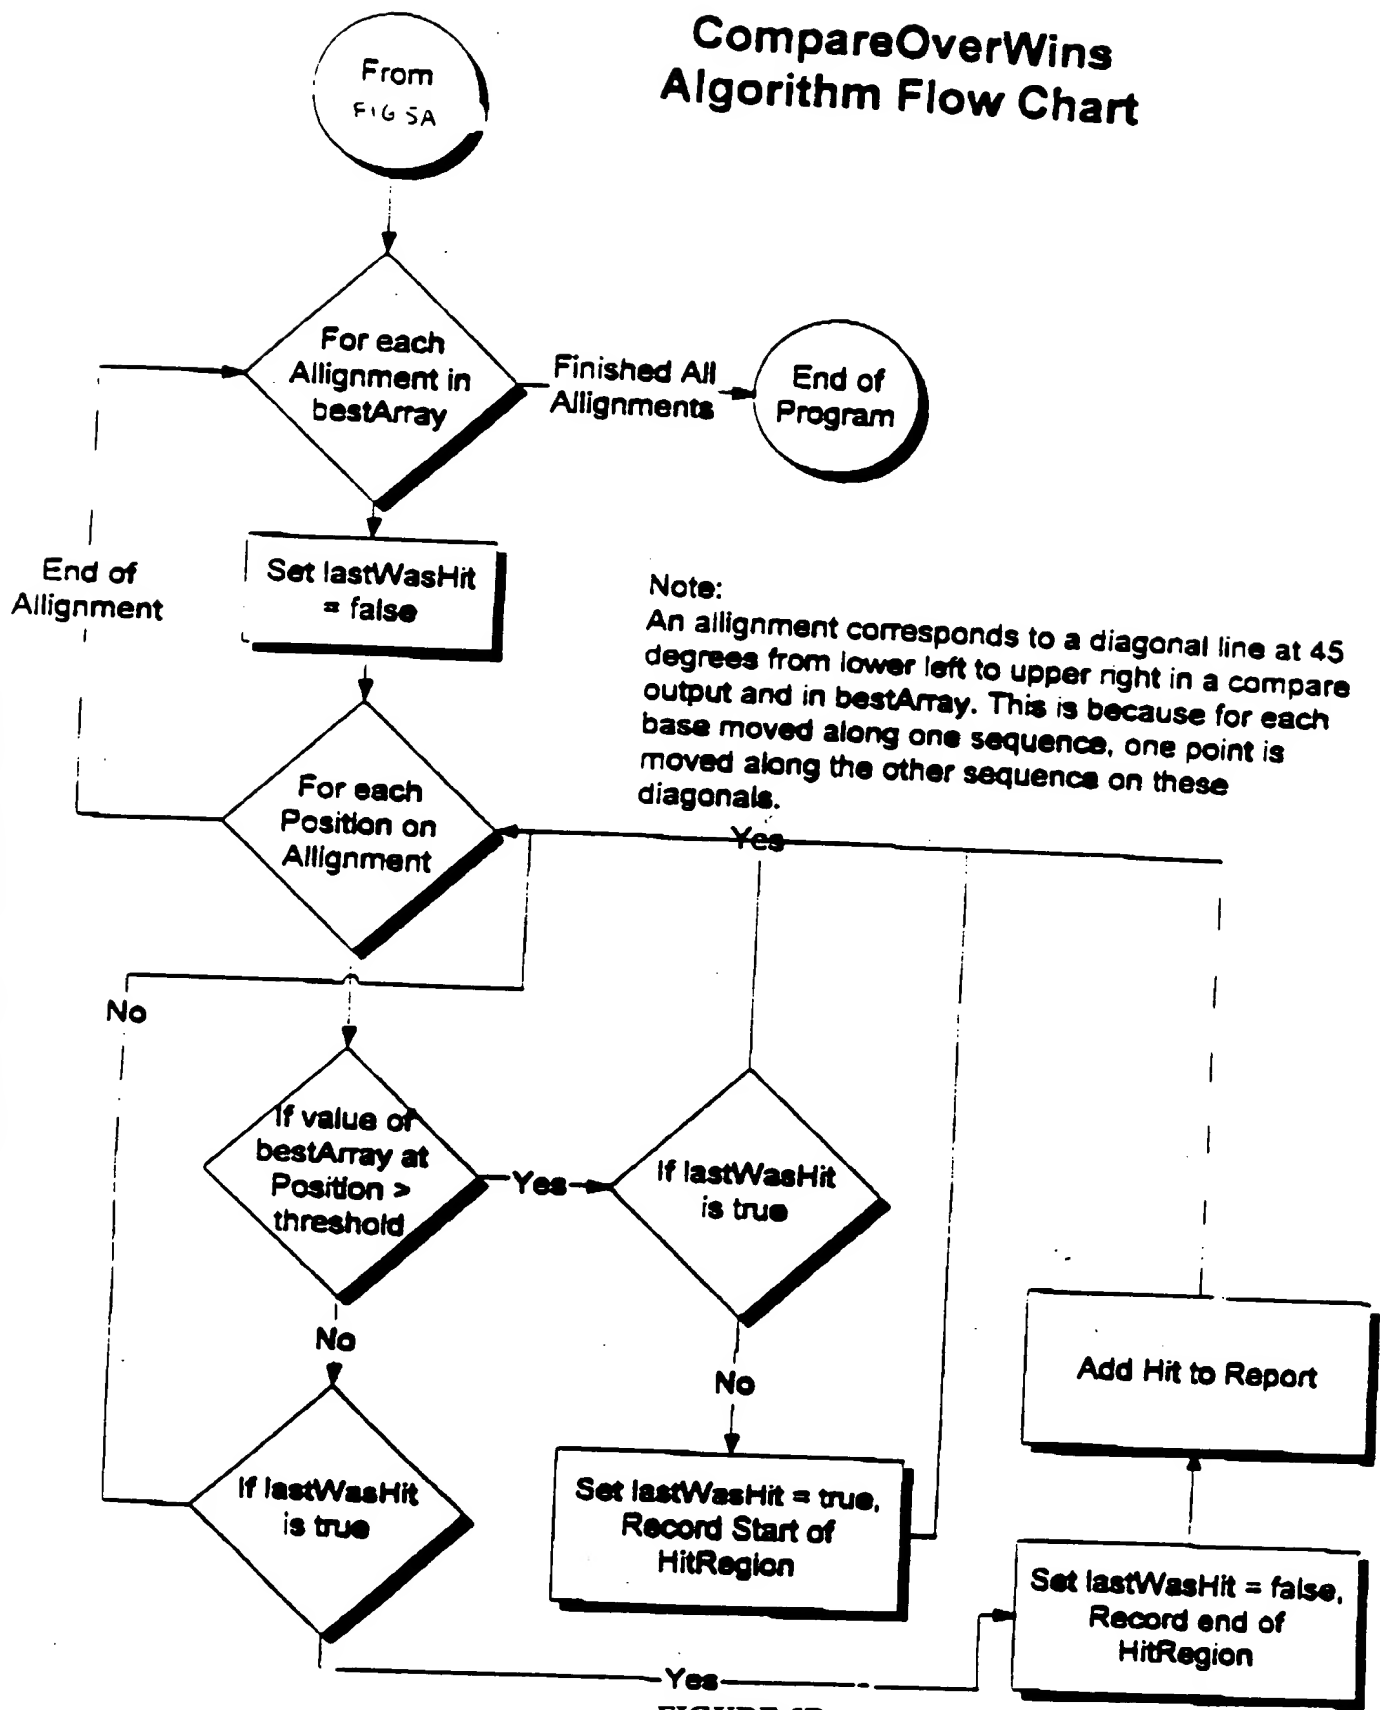 CompareOverWins
Algorithm Flow Chart
From
FIG 5A
For each
Allignment in
bestArray
Finished All
Allignments
End of
Program
End of
Allignment
Set lastWasHit
= false
Note:
An allignment corresponds to a diagonal line at 45
degrees from lower left to upper right in a compare
output and in bestArray. This is because for each
base moved along one sequence, one point is
moved along the other sequence on these
diagonals.
For each
Position on
Allignment
Yes
No
If value of
bestArray at
Position >
threshold
Yes
If lastWasHit
is true
No
No
Add Hit to Report
If lastWasHit
is true
Set lastWasHit = true,
Record Start of
HitRegion
Set lastWasHit = false,
Record end of
HitRegion
Yes